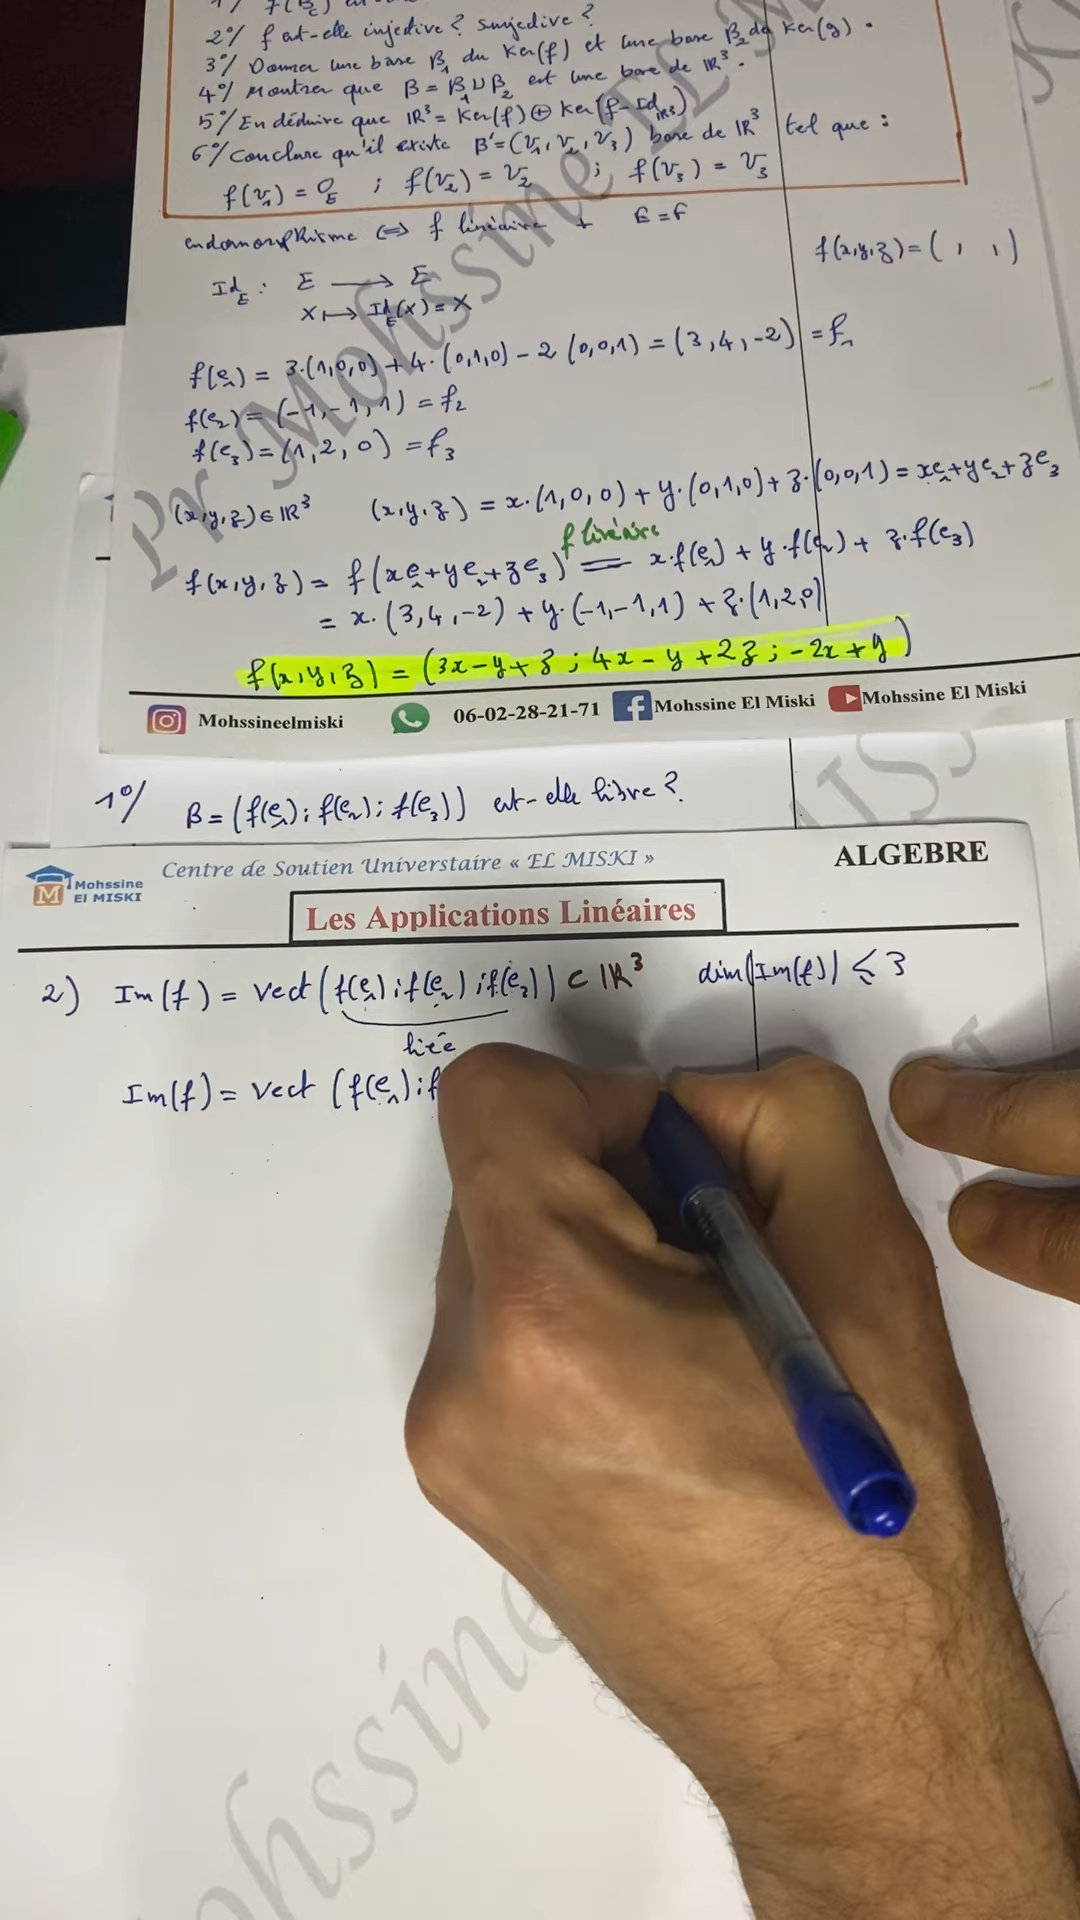 2°/ f est-elle injective ? surjective ?
3°/ Donner une base β₁ du Ker(f) et une base β₂ de Ker(g).
4°/ Montrer que β = β₁ ∪ β₂ est une base de IR³.
5°/ En déduire que IR³ = Ker(f) ⊕ Ker(f - Id_IR³)
6°/ Conclure qu'il existe β' = (v₁, v₂, v₃) base de IR³ tel que :
f(v₁) = 0_E ; f(v₂) = v₂ ; f(v₃) = v₃
endomorphisme ⟺ f linéaire + E = F
f(x,y,z) = ( , , )
Id_E : E ⟶ E
X ⟼ Id_E(X) = X
f(e₁) = 3·(1,0,0) + 4·(0,1,0) - 2(0,0,1) = (3,4,-2) = f₁
f(e₂) = (-1,-1,1) = f₂
f(e₃) = (1,2,0) = f₃
(x,y,z) ∈ IR³ (x,y,z) = x·(1,0,0) + y·(0,1,0) + z·(0,0,1) = xe₁ + ye₂ + ze₃
f linéaire
f(x,y,z) = f(xe₁ + ye₂ + ze₃) = x·f(e₁) + y·f(e₂) + z·f(e₃)
= x·(3,4,-2) + y·(-1,-1,1) + z·(1,2,0)
f(x,y,z) = (3x - y + z ; 4x - y + 2z ; -2x + y)
Mohssineelmiski 06-02-28-21-71 Mohssine El Miski Mohssine El Miski
1°/ β = (f(e₁) ; f(e₂) ; f(e₃)) est-elle libre ?
Mohssine El MISKI
Centre de Soutien Universtaire « EL MISKI » ALGEBRE
Les Applications Linéaires
2) Im(f) = vect(f(e₁) ; f(e₂) ; f(e₃)) ⊂ IR³ dim(Im(f)) ≤ 3
liée
Im(f) = vect (f(e₁) ; f
Pr Mohssine EL M